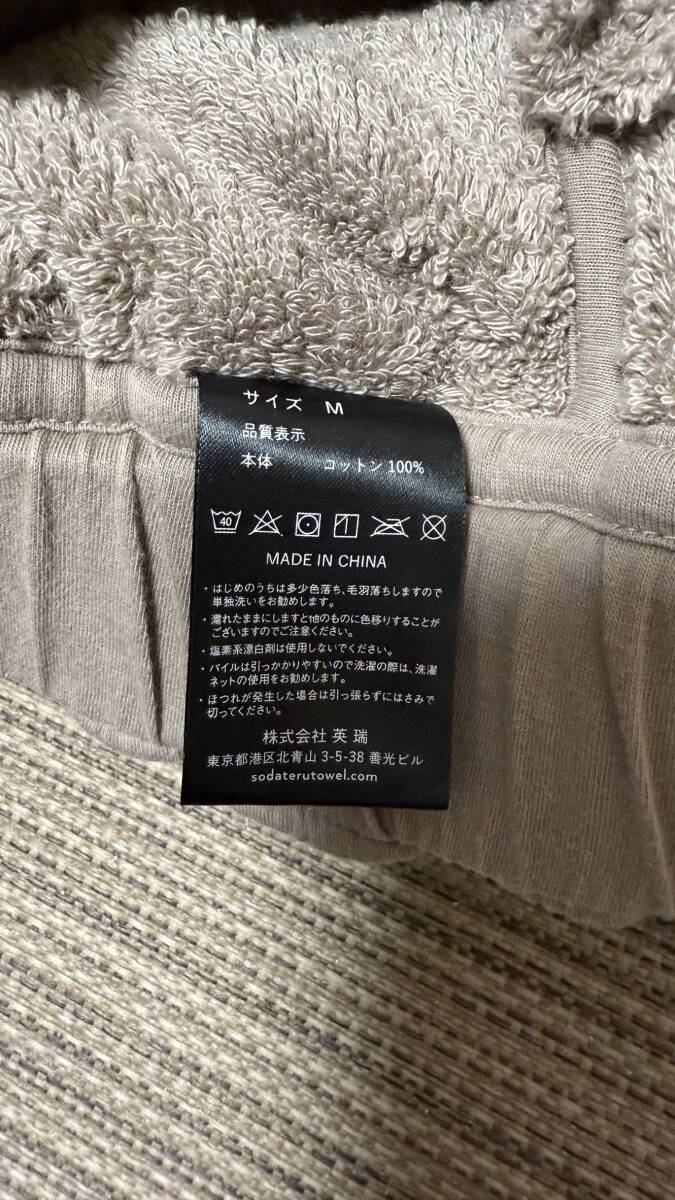 サイズ M
品質表示
本体 コットン 100%
40
MADE IN CHINA
・はじめのうちは多少色落ち、毛羽落ちしますので
単独洗いをお勧めします。
・濡れたままにしますと他のものに色移りすることが
ございますのでご注意ください。
・塩素系漂白剤は使用しないでください。
・パイルは引っかかりやすいので洗濯の際は、洗濯
ネットの使用をお勧めします。
・ほつれが発生した場合は引っ張らずにはさみで
切ってください。
株式会社 英 瑞
東京都港区北青山 3-5-38 善光ビル
sodaterutowel.com